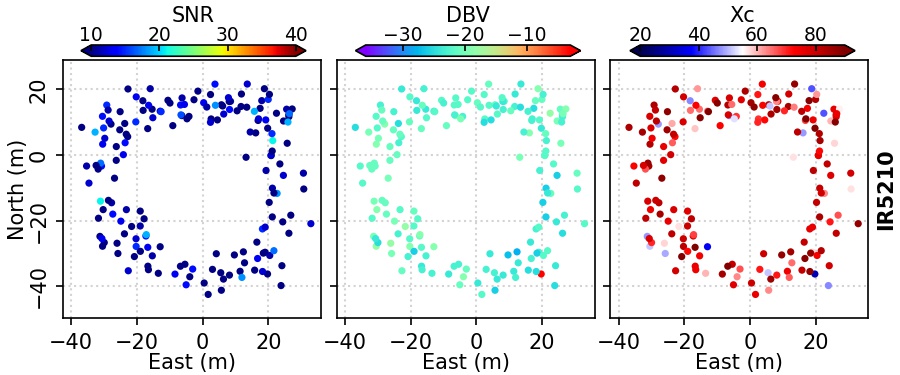 SNR DBV Xc
10 20 30 40 −30 −20 −10 20 40 60 80
20
0
−20
−40
North (m)
−40 −20 0 20 −40 −20 0 20 −40 −20 0 20
East (m) East (m) East (m)
IR5210